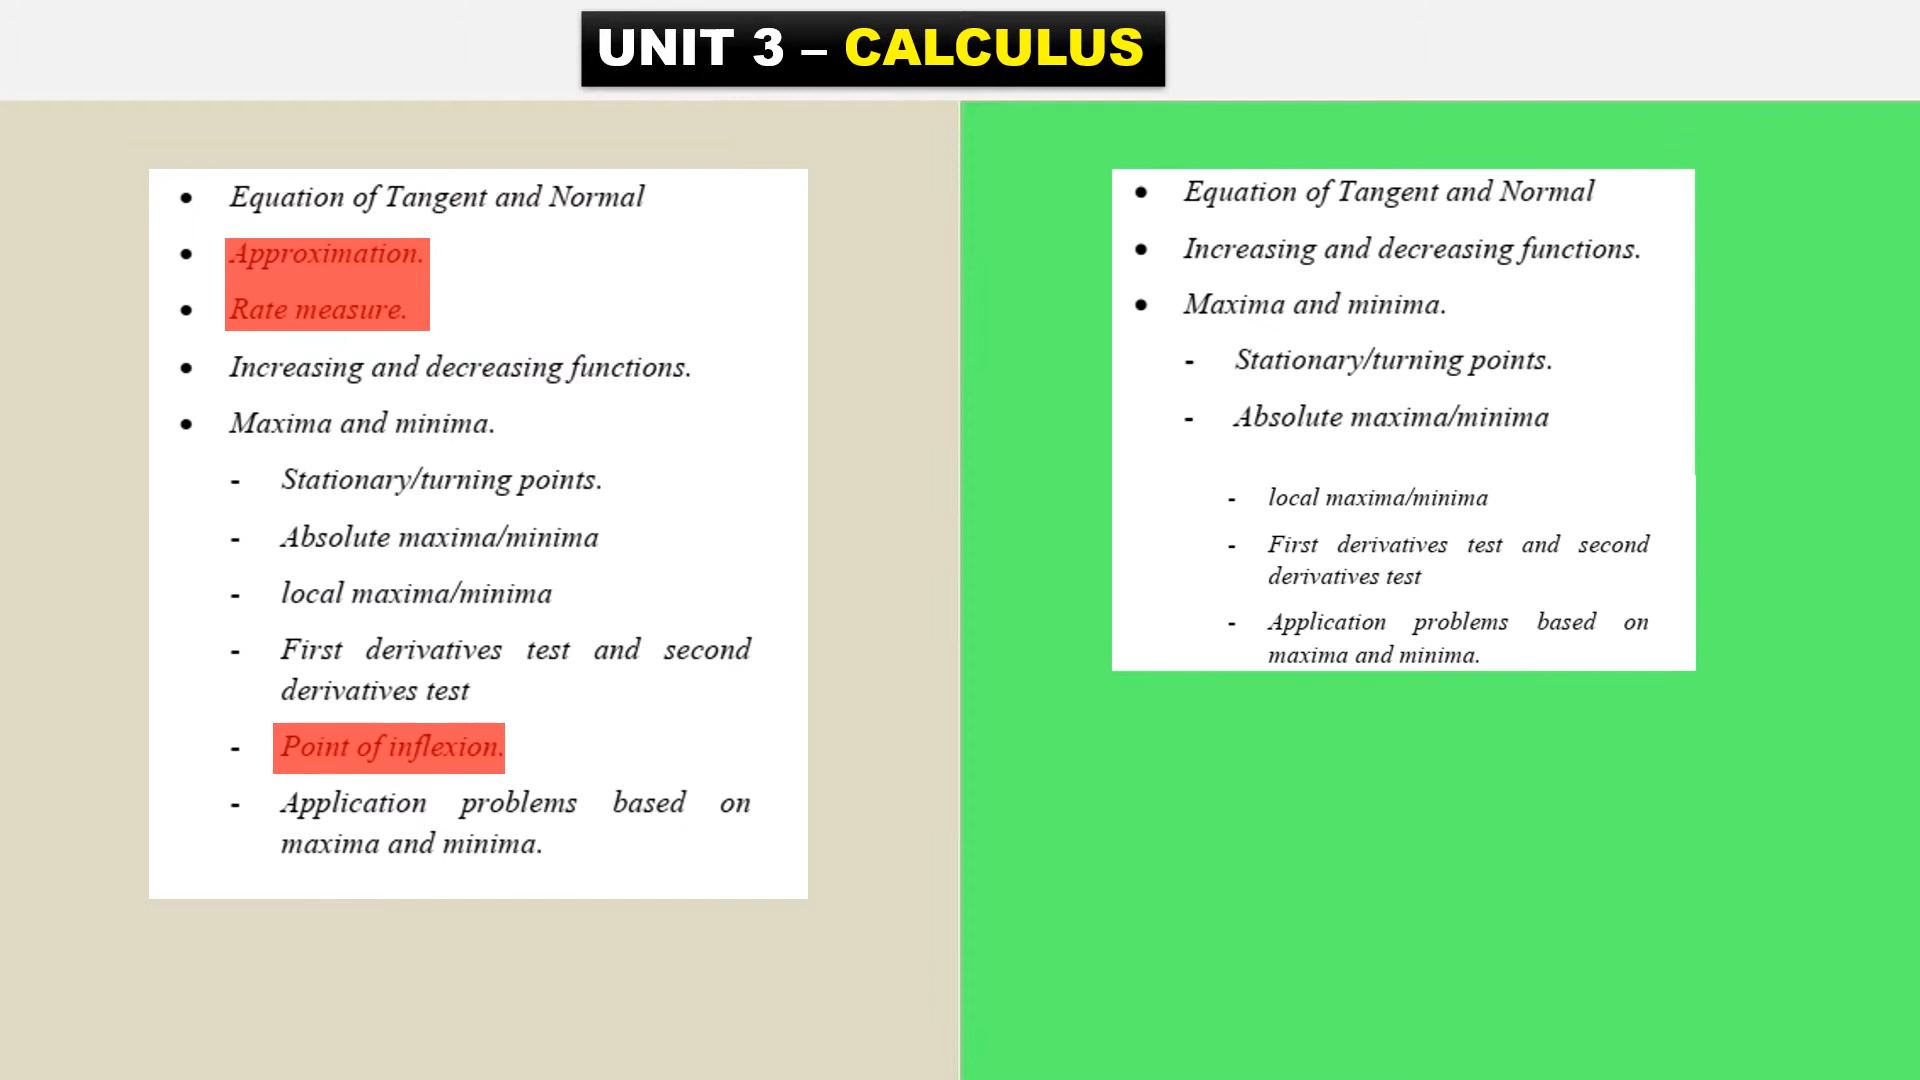 UNIT 3 – CALCULUS
• Equation of Tangent and Normal
• Approximation.
• Rate measure.
• Increasing and decreasing functions.
• Maxima and minima.
- Stationary/turning points.
- Absolute maxima/minima
- local maxima/minima
- First derivatives test and second
derivatives test
- Point of inflexion.
- Application problems based on
maxima and minima.
• Equation of Tangent and Normal
• Increasing and decreasing functions.
• Maxima and minima.
- Stationary/turning points.
- Absolute maxima/minima
- local maxima/minima
- First derivatives test and second
derivatives test
- Application problems based on
maxima and minima.